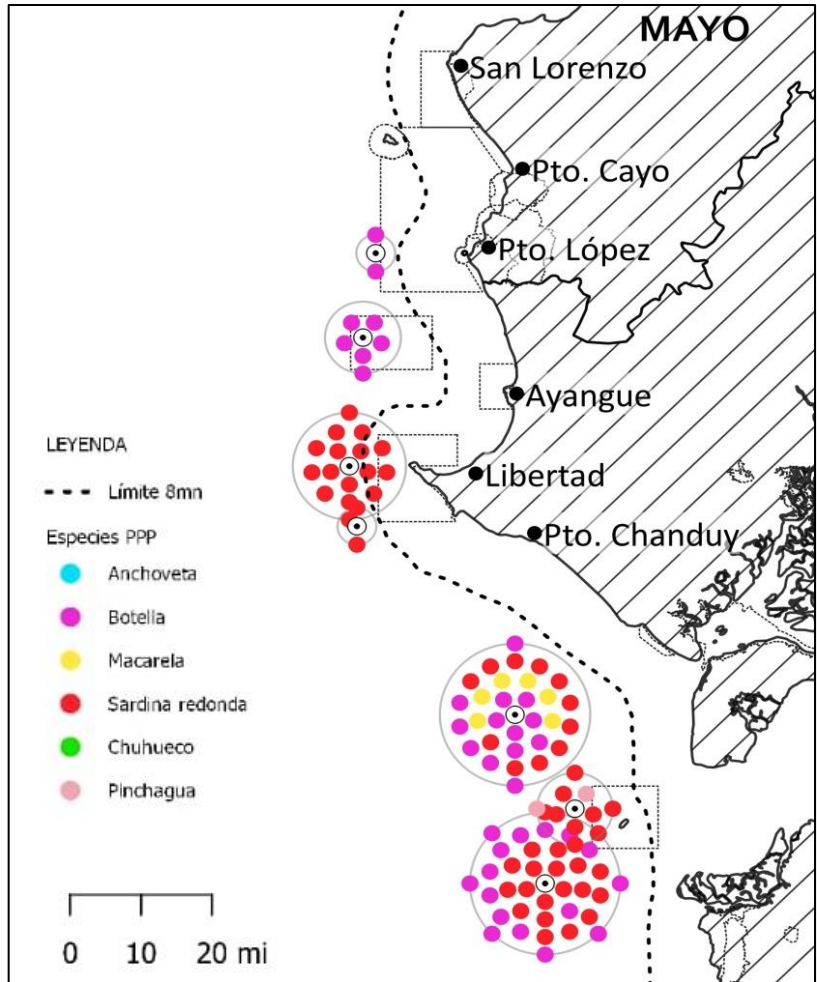 MAYO
San Lorenzo
Pto. Cayo
Pto. López
Ayangue
Libertad
Pto. Chanduy
LEYENDA
Límite 8mn
Especies PPP
Anchoveta
Botella
Macarela
Sardina redonda
Chuhueco
Pinchagua
0 10 20 mi